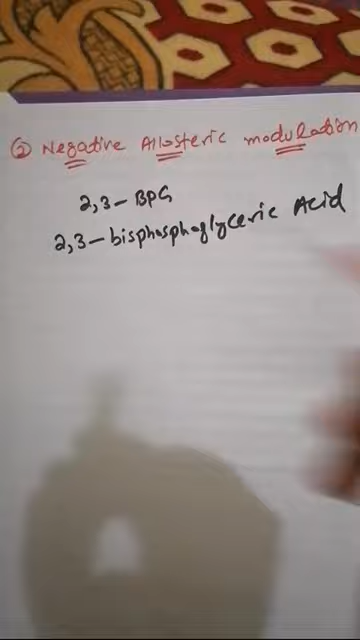 ② Negative Allosteric modulation
2,3-BPG
2,3-bisphosphoglyceric Acid